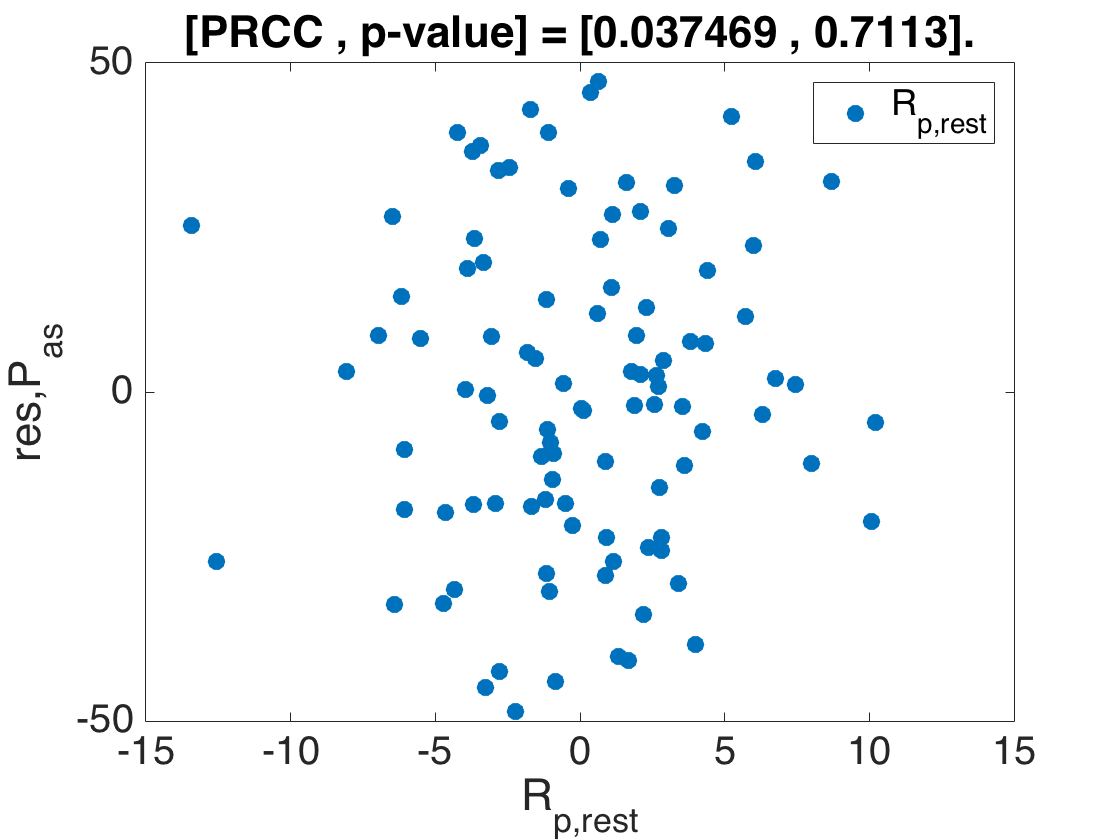 [PRCC , p-value] = [0.037469 , 0.7113].
50
0
-50
res,P_as
R_p,rest
-15 -10 -5 0 5 10 15
R_p,rest